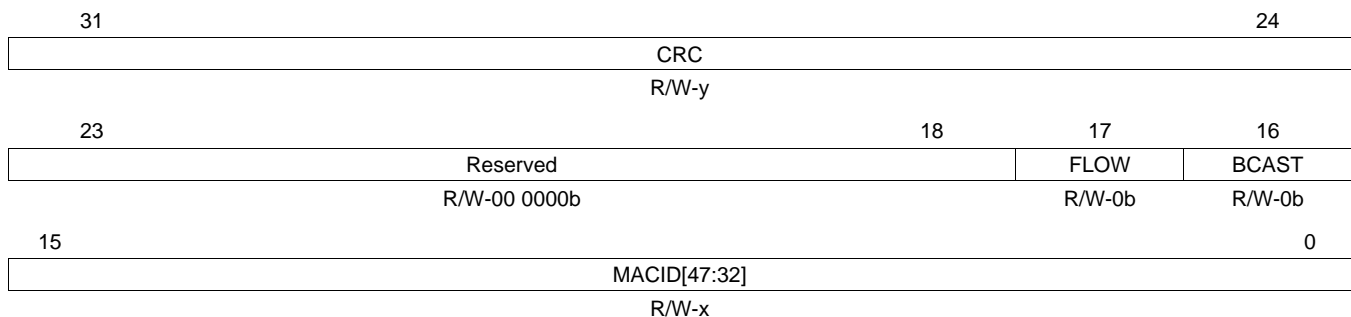 31 24
CRC
R/W-y
23 18 17 16
Reserved FLOW BCAST
R/W-00 0000b R/W-0b R/W-0b
15 0
MACID[47:32]
R/W-x